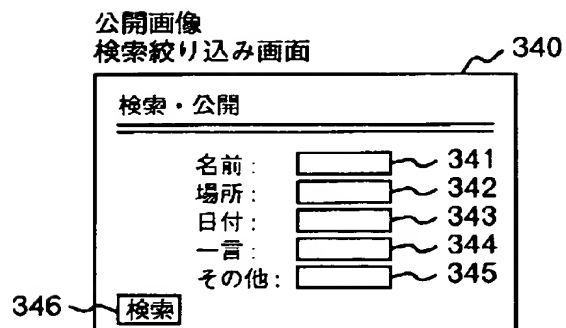 公開画像
検索絞り込み画面
340
検索・公開
名前: 341
場所: 342
日付: 343
一言: 344
その他: 345
346 検索